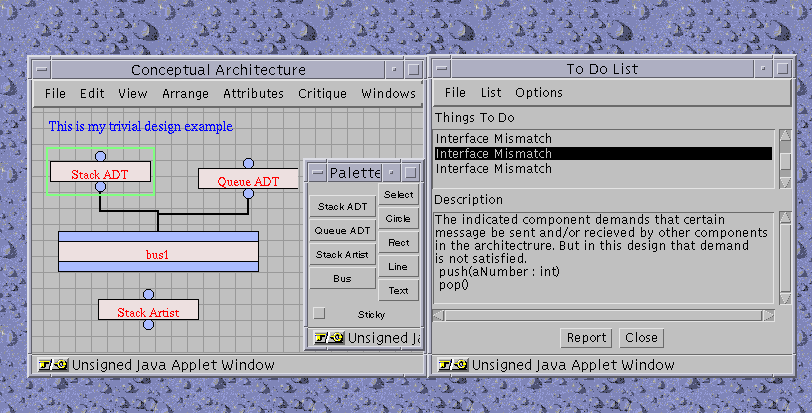 Conceptual Architecture
File Edit View Arrange Attributes Critique Windows
This is my trivial design example
Stack ADT
Queue ADT
bus1
Stack Artist
Unsigned Java Applet Window
Palette
Stack ADT
Queue ADT
Stack Artist
Bus
Select
Circle
Rect
Line
Text
Sticky
Unsigned Ja
To Do List
File List Options
Things To Do
Interface Mismatch
Interface Mismatch
Interface Mismatch
Description
The indicated component demands that certain
message be sent and/or recieved by other components
in the architectrure. But in this design that demand
is not satisfied.
push(aNumber : int)
pop()
Report Close
Unsigned Java Applet Window